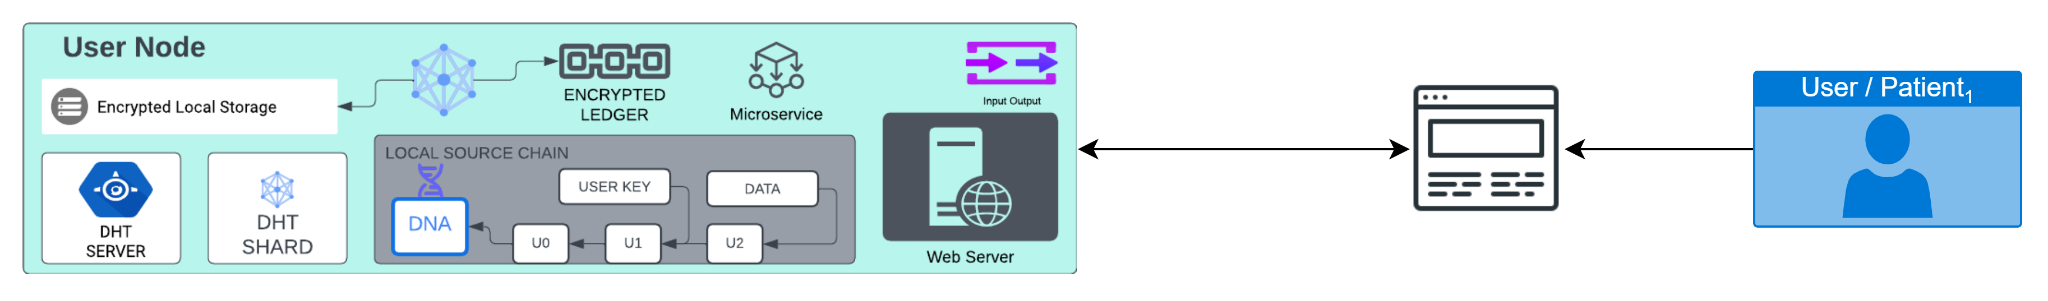 User Node
Encrypted Local Storage
ENCRYPTED
LEDGER
Microservice
Input Output
DHT
SERVER
DHT
SHARD
LOCAL SOURCE CHAIN
USER KEY
DATA
DNA
U0
U1
U2
Web Server
User / Patient₁